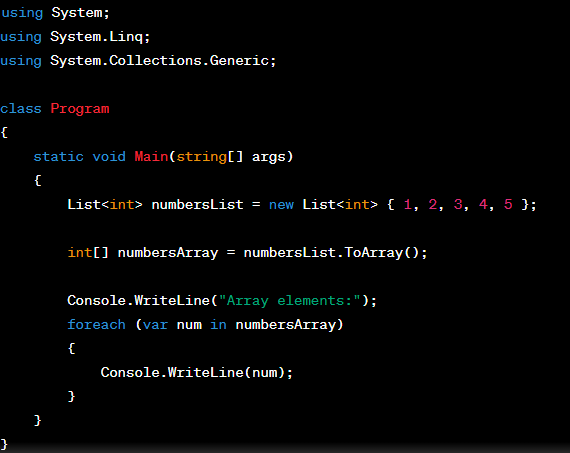 using System;
using System.Linq;
using System.Collections.Generic;

class Program
{
    static void Main(string[] args)
    {
        List<int> numbersList = new List<int> { 1, 2, 3, 4, 5 };

        int[] numbersArray = numbersList.ToArray();

        Console.WriteLine("Array elements:");
        foreach (var num in numbersArray)
        {
            Console.WriteLine(num);
        }
    }
}